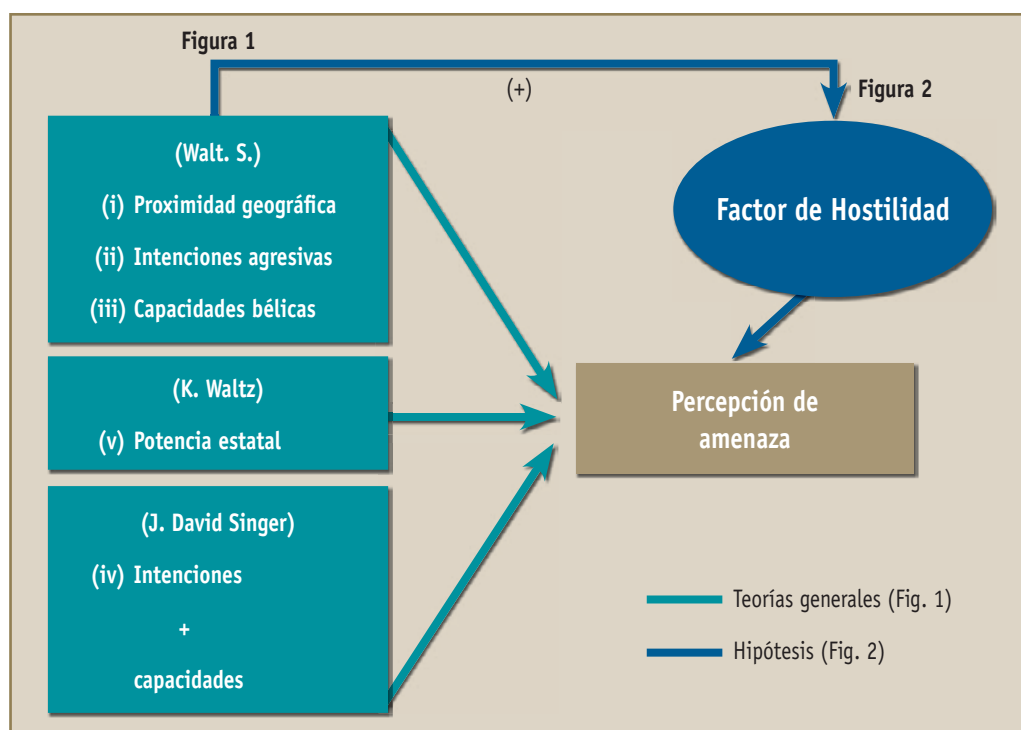 Figura 1
(+)
Figura 2
(Walt. S.)
(i) Proximidad geográfica
(ii) Intenciones agresivas
(iii) Capacidades bélicas
Factor de Hostilidad
(K. Waltz)
(v) Potencia estatal
Percepción de
amenaza
(J. David Singer)
(iv) Intenciones
+
capacidades
Teorías generales (Fig. 1)
Hipótesis (Fig. 2)